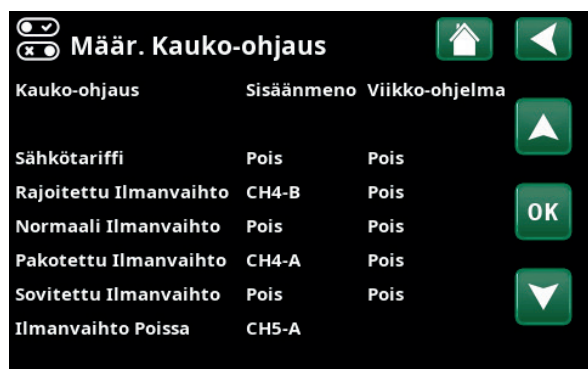 Määr. Kauko-ohjaus
Kauko-ohjaus Sisäänmeno Viikko-ohjelma
Sähkötariffi Pois Pois
Rajoitettu Ilmanvaihto CH4-B Pois
OK
Normaali Ilmanvaihto Pois Pois
Pakotettu Ilmanvaihto CH4-A Pois
Sovitettu Ilmanvaihto Pois Pois
Ilmanvaihto Poissa CH5-A